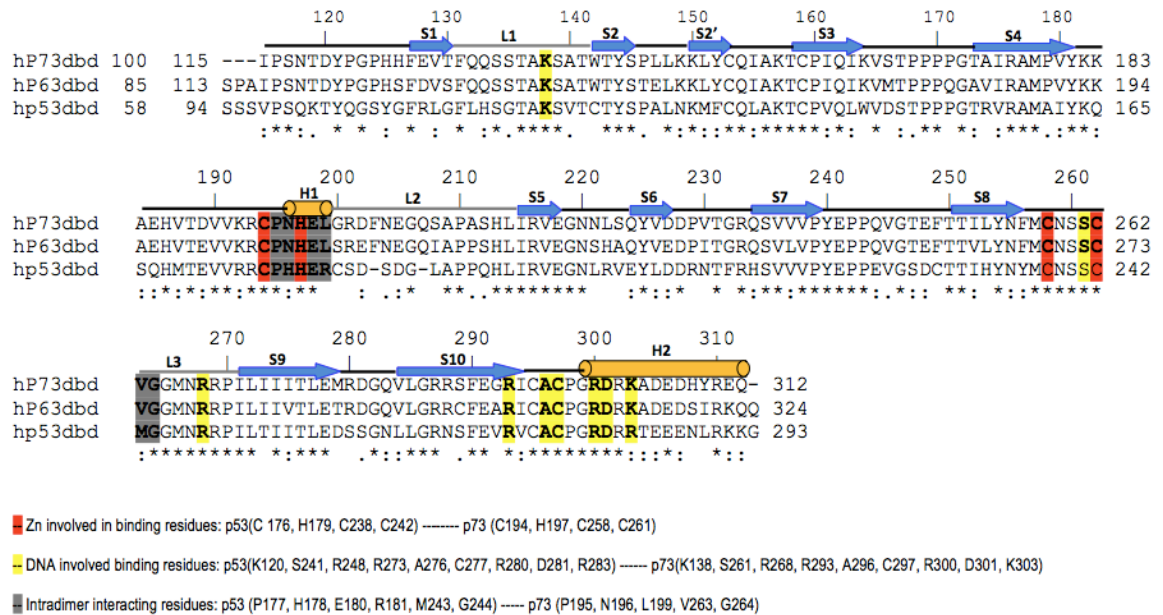 120 130 140 150 160 170 180
S1 L1 S2 S2' S3 S4
hP73dbd 100 115 ---IPSNTDYPGPHHFEVTFQQSSTAKSATWTYSPLLKKLYCQIAKTCPIQIKVSTPPPPGTAIRAMPVYKK 183
hP63dbd 85 113 SPAIPSNTDYPGPHSFDVSFQQSSTAKSATWTYSTELKKLYCQIAKTCPIQIKVMTPPPQGAVIRAMPVYKK 194
hp53dbd 58 94 SSSVPSQKTYQGSYGFRLGFLHSGTAKSVTCTYSPALNKMFCQLAKTCPVQLWVDSTPPPGTRVRAMAIYKQ 165
190 200 210 220 230 240 250 260
H1 L2 S5 S6 S7 S8
hP73dbd AEHVTDVVKRCPNHELGRDFNEGQSAPASHLIRVEGNNLSQYVDDPVTGRQSVVVPYEPPQVGTEFTTILYNFMCNSSC 262
hP63dbd AEHVTEVVKRCPNHELSREFNEGQIAPPSHLIRVEGNSHAQYVEDPITGRQSVLVPYEPPQVGTEFTTVLYNFMCNSSC 273
hp53dbd SQHMTEVVRRCPHHERCSD-SDG-LAPPQHLIRVEGNLRVEYLDDRNTFRHSVVVPYEPPEVGSDCTTIHYNYMCNSSC 242
270 280 290 300 310
L3 S9 S10 H2
hP73dbd VGGMNRRPILIIITLEMRDGQVLGRRSFEGRICACPGRDRKADEDHYREQ- 312
hP63dbd VGGMNRRPILIIVTLETRDGQVLGRRCFEARICACPGRDRKADEDSIRKQQ 324
hp53dbd MGGMNRRPILTIITLEDSSGNLLGRNSFEVRVCACPGRDRRTEEENLRKKG 293
-- Zn involved in binding residues: p53(C 176, H179, C238, C242) -------- p73 (C194, H197, C258, C261)
-- DNA involved binding residues: p53(K120, S241, R248, R273, A276, C277, R280, D281, R283) ------ p73(K138, S261, R268, R293, A296, C297, R300, D301, K303)
-- Intradimer interacting residues: p53 (P177, H178, E180, R181, M243, G244) ----- p73 (P195, N196, L199, V263, G264)